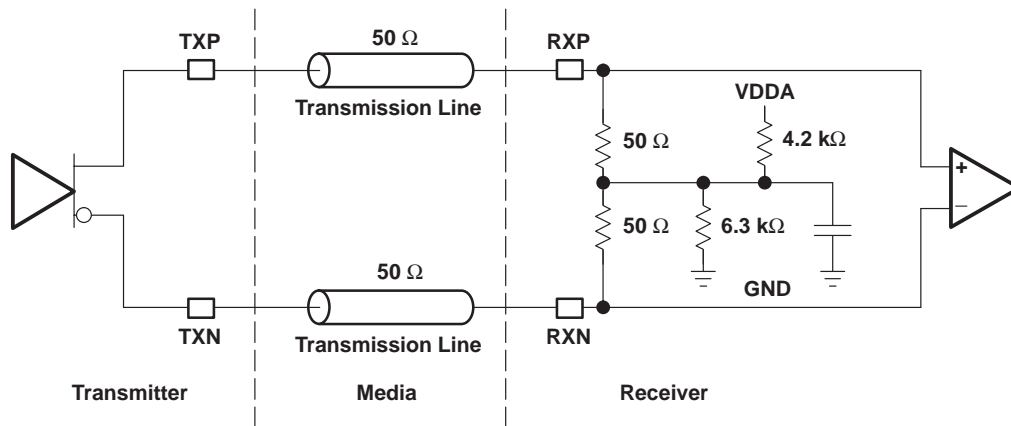 50 Ω
TXP
RXP
Transmission Line
VDDA
50 Ω
4.2 kΩ
+
−
50 Ω
6.3 kΩ
50 Ω
GND
TXN
RXN
Transmission Line
Transmitter
Media
Receiver